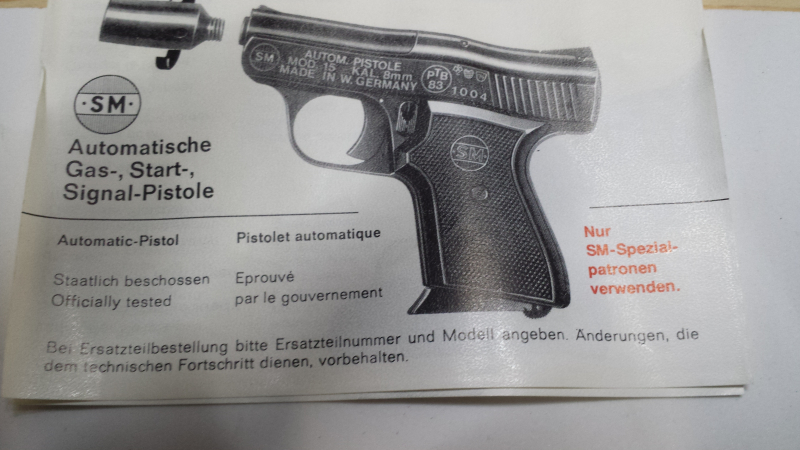 SM
AUTOM. PISTOLE
MOD. 15 KAL. 8mm
MADE IN W. GERMANY
PTB
83
1004
·SM·
Automatische
Gas-, Start-,
Signal-Pistole
SM
Automatic-Pistol
Pistolet automatique
Staatlich beschossen
Officially tested
Eprouvé
par le gouvernement
Nur
SM-Spezial-
patronen
verwenden.
Bei Ersatzteilbestellung bitte Ersatzteilnummer und Modell angeben. Änderungen, die
dem technischen Fortschritt dienen, vorbehalten.